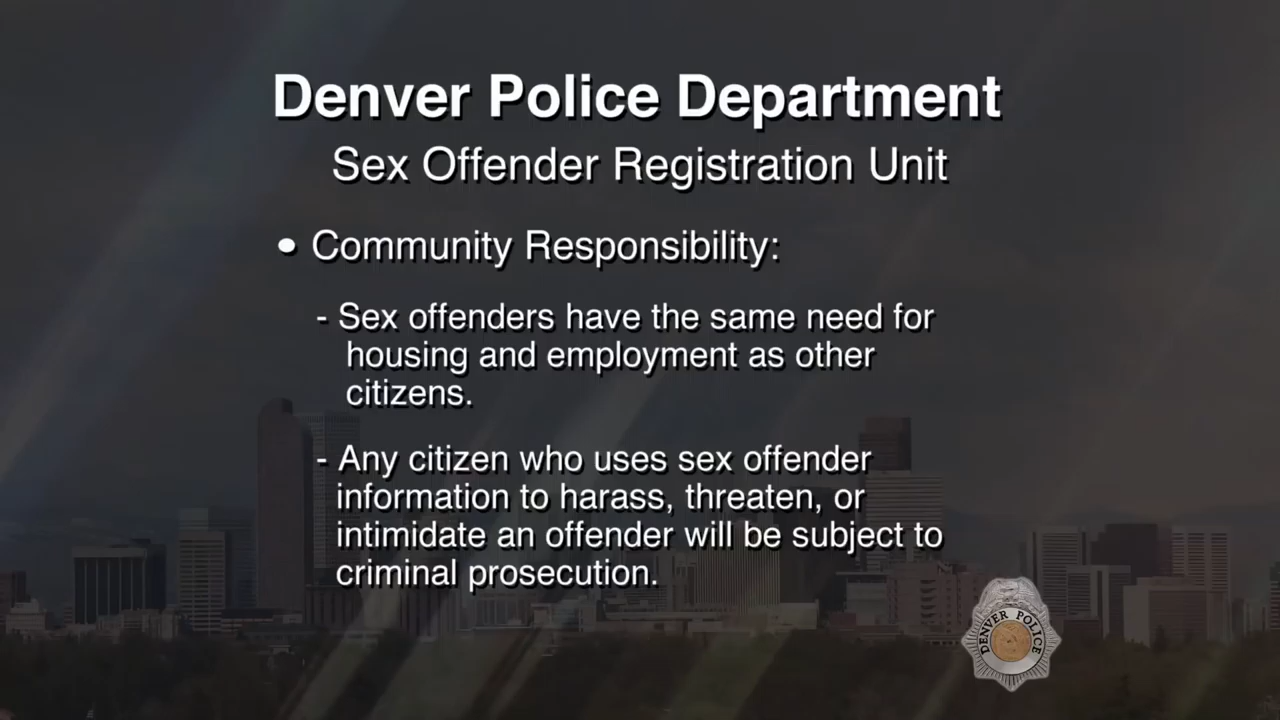 Denver Police Department
Sex Offender Registration Unit
• Community Responsibility:
- Sex offenders have the same need for
housing and employment as other
citizens.
- Any citizen who uses sex offender
information to harass, threaten, or
intimidate an offender will be subject to
criminal prosecution.
DENVER POLICE